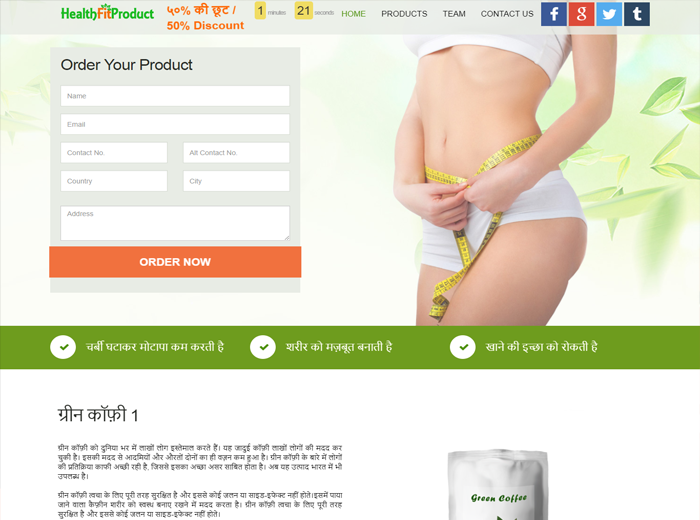 HealthFitProduct
५०% की छूट /
50% Discount
1 minutes 21 seconds
HOME PRODUCTS TEAM CONTACT US
f g+ t
Order Your Product
Name
Email
Contact No. Alt Contact No.
Country City
Address
ORDER NOW
चर्बी घटाकर मोटापा कम करती है शरीर को मज़बूत बनाती है खाने की इच्छा को रोकती है
ग्रीन कॉफ़ी 1
ग्रीन कॉफ़ी को दुनिया भर में लाखों लोग इस्तेमाल करते हैं। यह जादुई कॉफ़ी लाखों लोगों की मदद कर
चुकी है। इसकी मदद से आदमियों और औरतों दोनों का ही वज़न कम हुआ है। ग्रीन कॉफ़ी के बारे में लोगों
की प्रतिक्रिया काफी अच्छी रही है, जिससे इसका अच्छा असर साबित होता है। अब यह उत्पाद भारत में भी
उपलब्ध है।
ग्रीन कॉफ़ी त्वचा के लिए पूरी तरह सुरक्षित है और इससे कोई जलन या साइड-इफेक्ट नहीं होते।इसमें पाया
जाने वाला कैफ़ीन शरीर को स्वस्थ बनाए रखने में मदद करता है। ग्रीन कॉफ़ी त्वचा के लिए पूरी तरह
सुरक्षित है और इससे कोई जलन या साइड-इफेक्ट नहीं होते।
Green Coffee